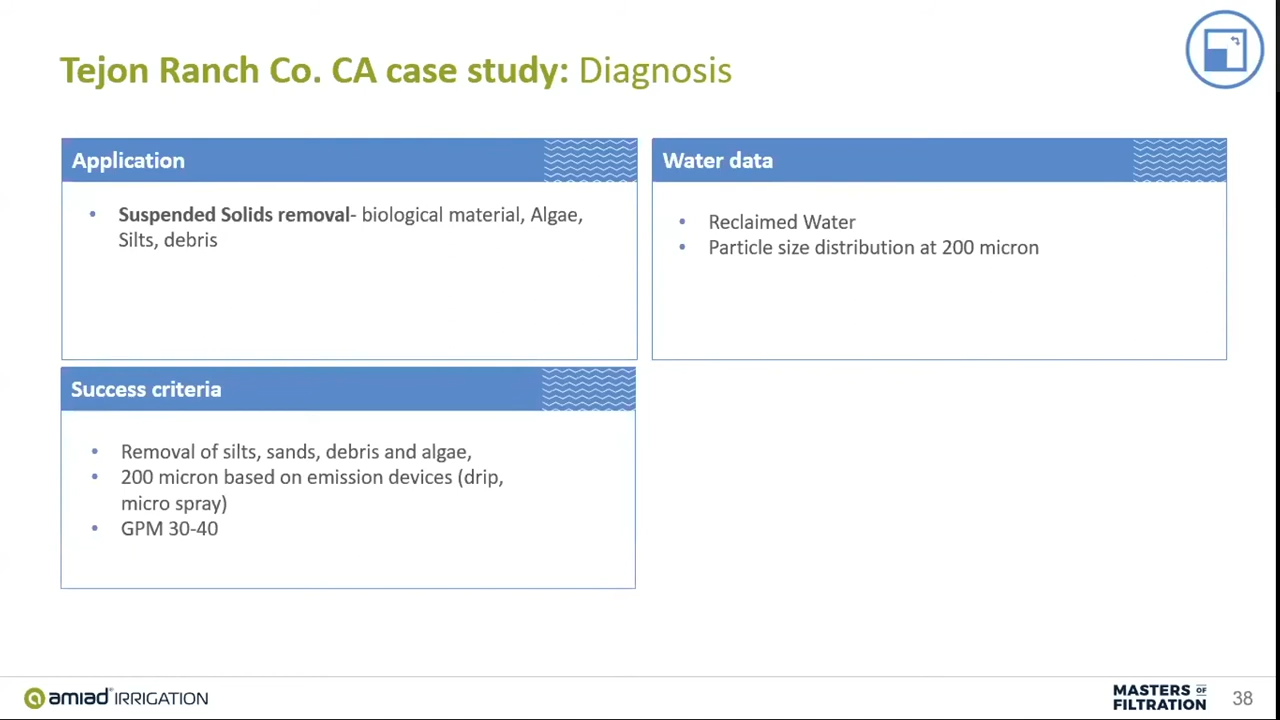 Tejon Ranch Co. CA case study: Diagnosis
Application
• Suspended Solids removal- biological material, Algae,
Silts, debris
Water data
• Reclaimed Water
• Particle size distribution at 200 micron
Success criteria
• Removal of silts, sands, debris and algae,
• 200 micron based on emission devices (drip,
micro spray)
• GPM 30-40
amiad IRRIGATION
MASTERS OF
FILTRATION
38